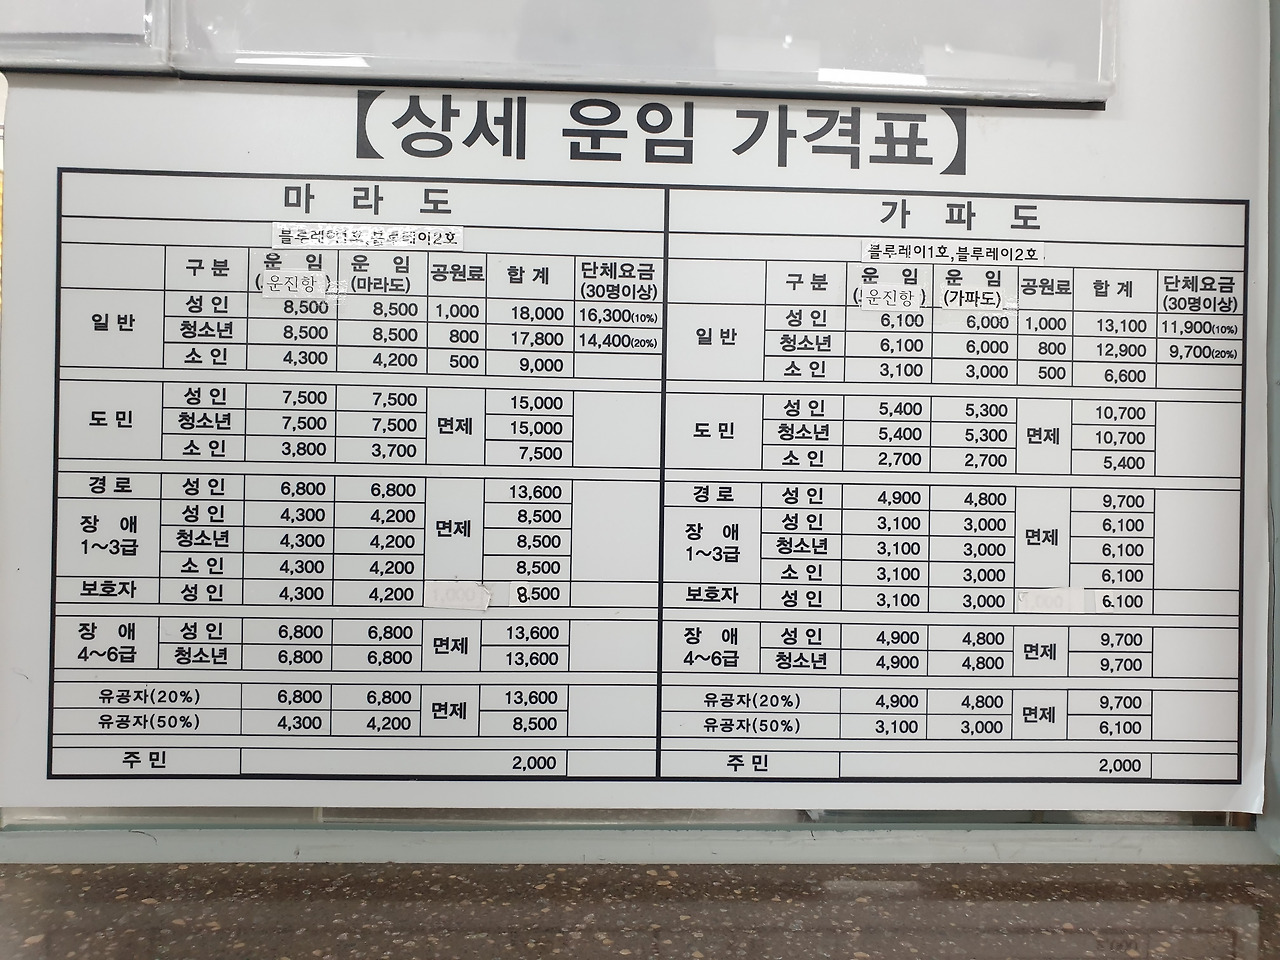 【상세 운임 가격표】
마 라 도
블루레이1호,블루레이2호
구 분 운 임 (운진항) 운 임 (마라도) 공원료 합 계 단체요금 (30명이상)
일 반 성 인 8,500 8,500 1,000 18,000 16,300(10%)
청소년 8,500 8,500 800 17,800 14,400(20%)
소 인 4,300 4,200 500 9,000
도 민 성 인 7,500 7,500 면제 15,000
청소년 7,500 7,500 15,000
소 인 3,800 3,700 7,500
경 로 성 인 6,800 6,800 면제 13,600
장 애 1~3급 성 인 4,300 4,200 8,500
청소년 4,300 4,200 8,500
소 인 4,300 4,200 8,500
보호자 성 인 4,300 4,200 8,500
장 애 4~6급 성 인 6,800 6,800 면제 13,600
청소년 6,800 6,800 13,600
유공자(20%) 6,800 6,800 면제 13,600
유공자(50%) 4,300 4,200 8,500
주 민 2,000
가 파 도
블루레이1호,블루레이2호
구 분 운 임 (운진항) 운 임 (가파도) 공원료 합 계 단체요금 (30명이상)
일 반 성 인 6,100 6,000 1,000 13,100 11,900(10%)
청소년 6,100 6,000 800 12,900 9,700(20%)
소 인 3,100 3,000 500 6,600
도 민 성 인 5,400 5,300 면제 10,700
청소년 5,400 5,300 10,700
소 인 2,700 2,700 5,400
경 로 성 인 4,900 4,800 면제 9,700
장 애 1~3급 성 인 3,100 3,000 6,100
청소년 3,100 3,000 6,100
소 인 3,100 3,000 6,100
보호자 성 인 3,100 3,000 6,100
장 애 4~6급 성 인 4,900 4,800 면제 9,700
청소년 4,900 4,800 9,700
유공자(20%) 4,900 4,800 면제 9,700
유공자(50%) 3,100 3,000 6,100
주 민 2,000